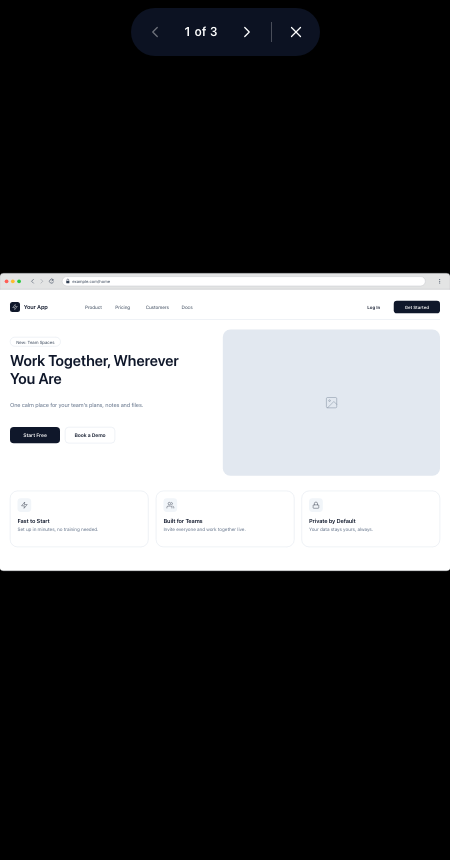 1 of 3
example.com/home
Your App
Product
Pricing
Customers
Docs
Log In
Get Started
New: Team Spaces
Work Together, Wherever
You Are
One calm place for your team's plans, notes and files.
Start Free
Book a Demo
Fast to Start
Set up in minutes, no training needed.
Built for Teams
Invite everyone and work together live.
Private by Default
Your data stays yours, always.